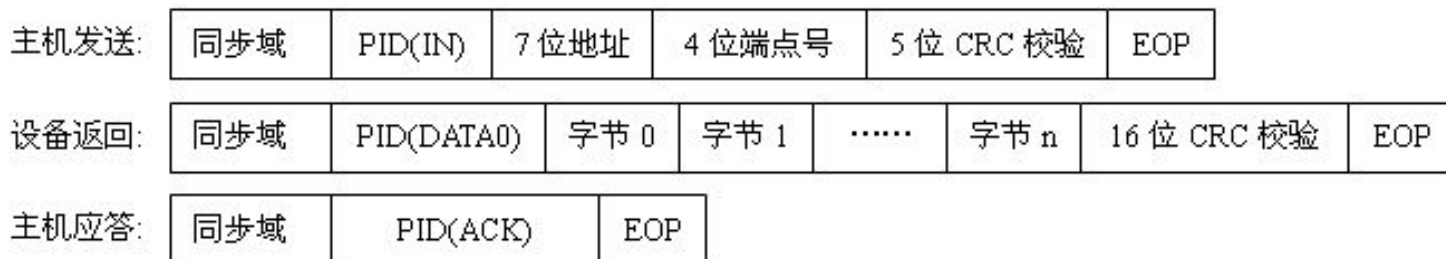 主机发送: 同步域 PID(IN) 7 位地址 4 位端点号 5 位 CRC 校验 EOP
设备返回: 同步域 PID(DATA0) 字节 0 字节 1 …… 字节 n 16 位 CRC 校验 EOP
主机应答: 同步域 PID(ACK) EOP